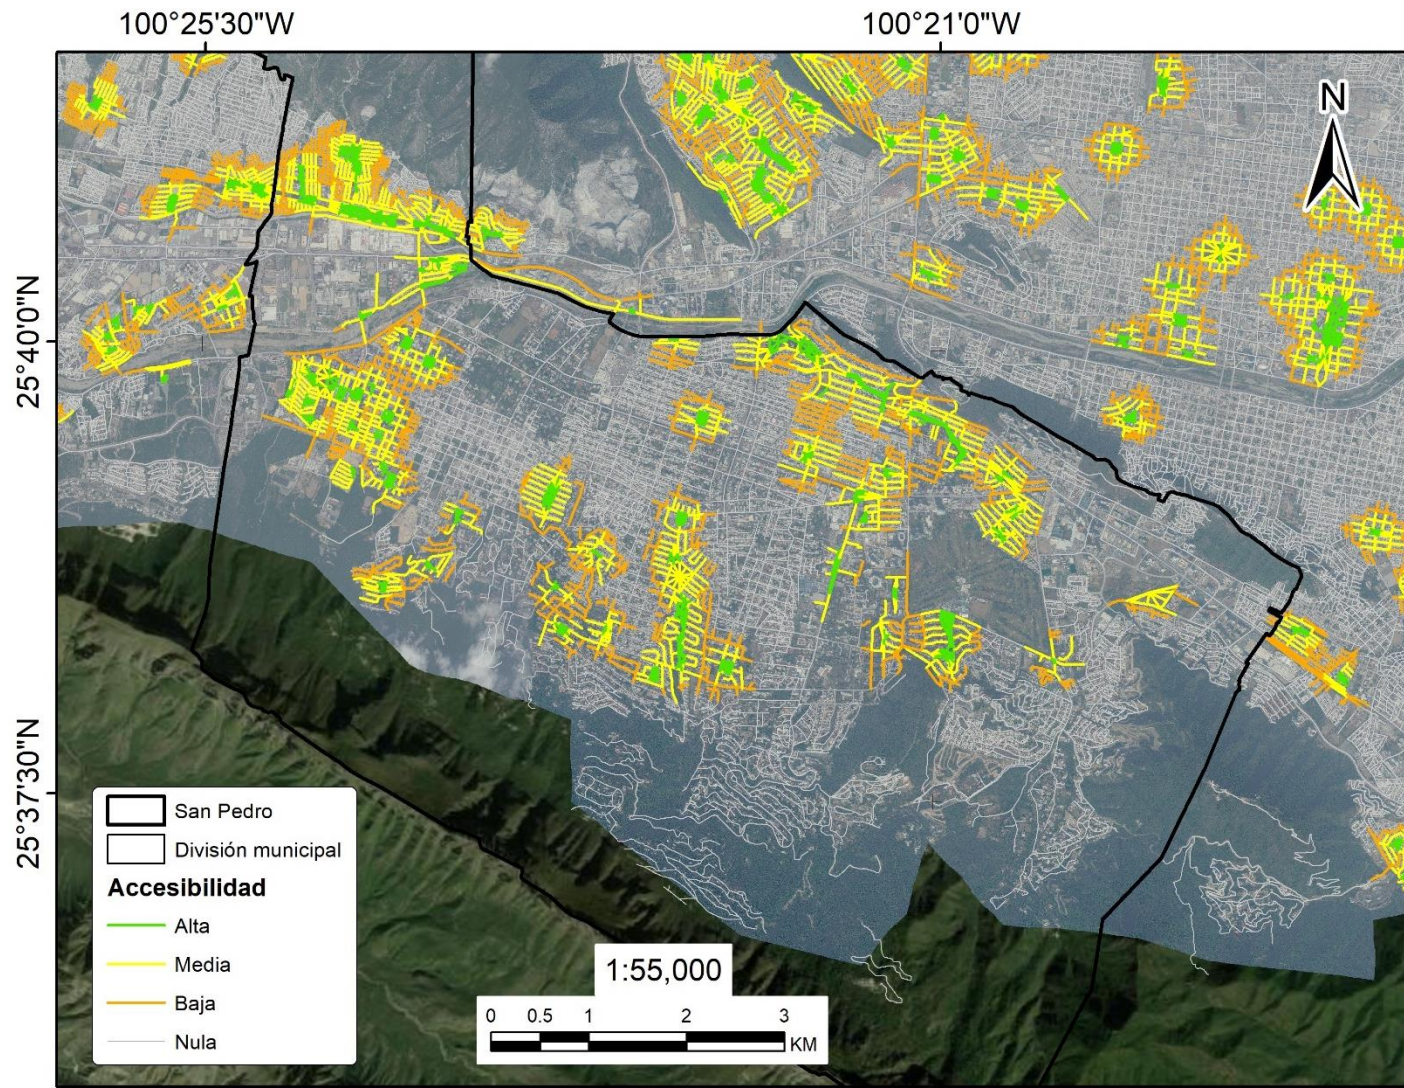 100°25'30"W
100°21'0"W
N
25°40'0"N
25°37'30"N
San Pedro
División municipal
Accesibilidad
Alta
Media
Baja
Nula
1:55,000
0 0.5 1 2 3
KM